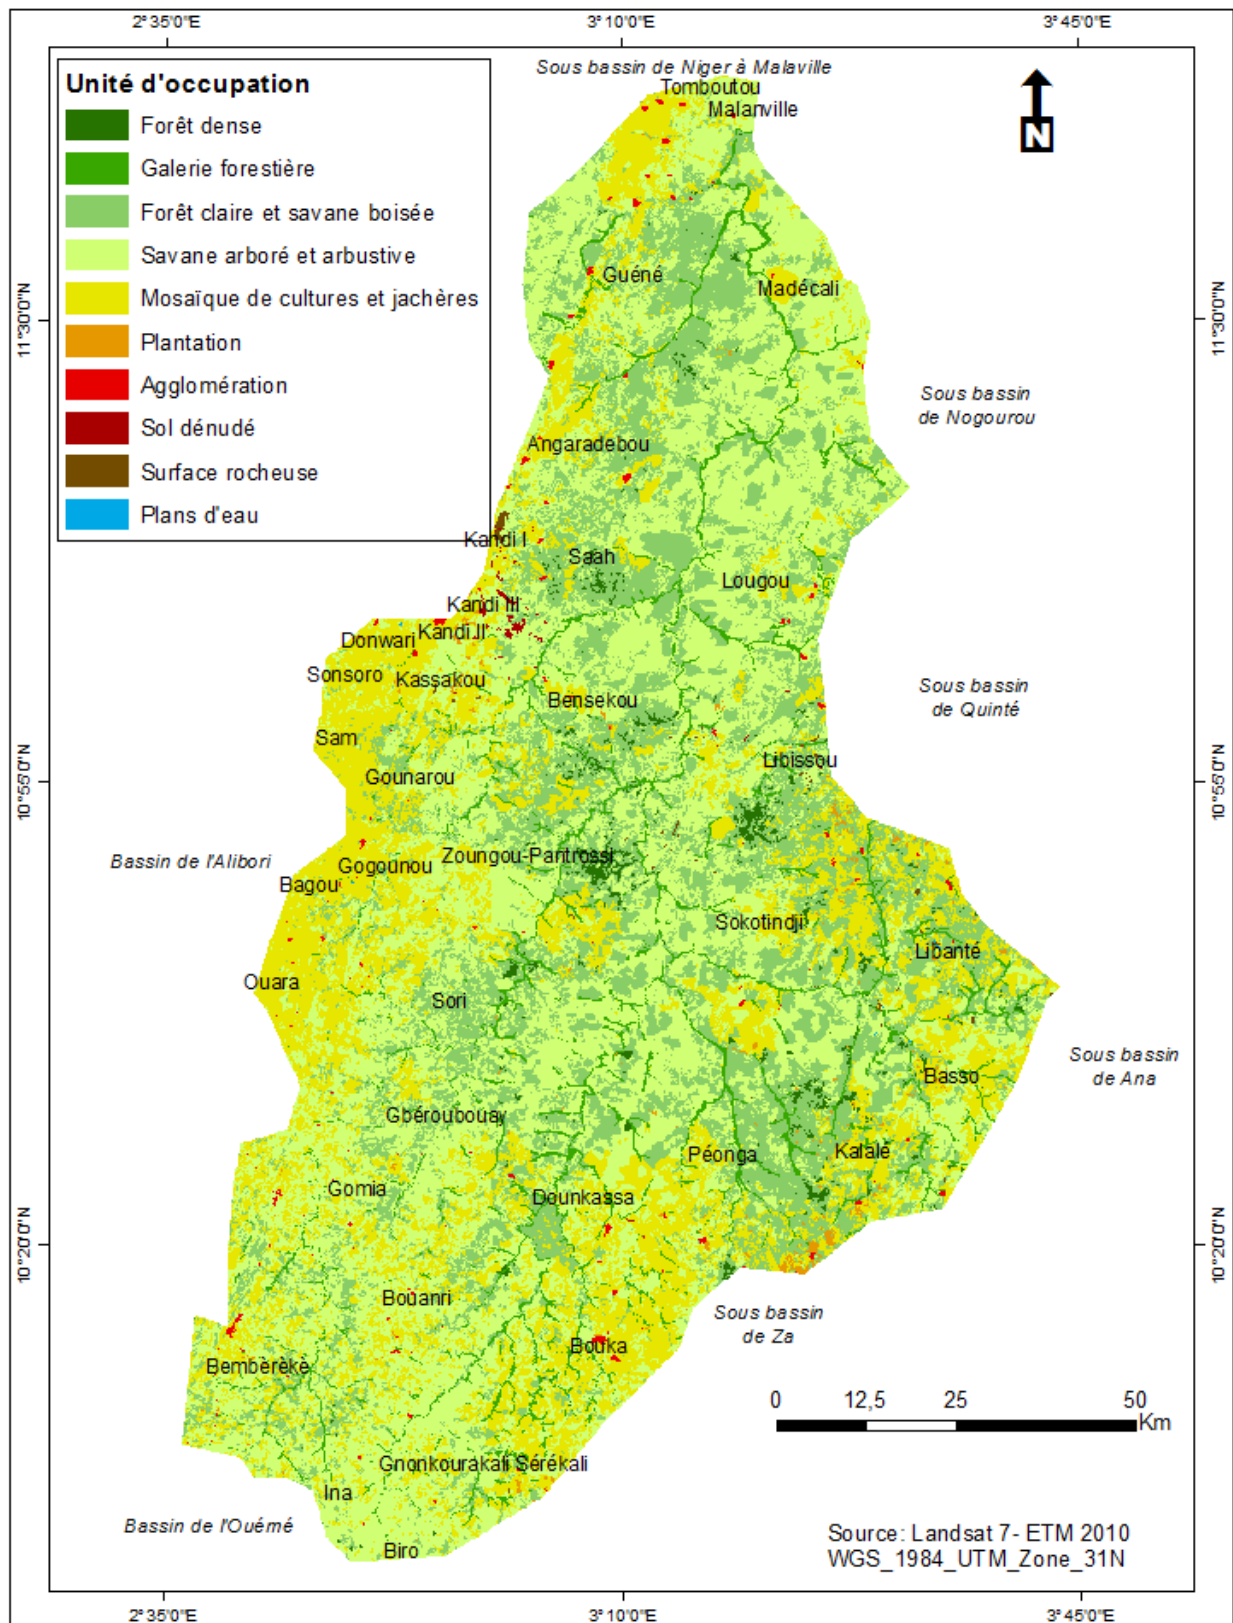 2°35'0"E
3°10'0"E
3°45'0"E
Sous bassin de Niger à Malaville
Unité d'occupation
Forêt dense
Galerie forestière
Forêt claire et savane boisée
Savane arboré et arbustive
Mosaïque de cultures et jachères
Plantation
Agglomération
Sol dénudé
Surface rocheuse
Plans d'eau
N
Tomboutou
Malanville
Guéné
Madécali
11°30'0"N
11°30'0"N
Sous bassin
de Nogourou
Angaradebou
Kandi I
Saah
Lougou
Kandi III
Kandi II
Donwari
Sonsoro
Kassakou
Bensekou
Sous bassin
de Quinté
Sam
Gounarou
Libissou
10°55'0"N
10°55'0"N
Bassin de l'Alibori
Gogounou
Zoungou-Pantrossi
Bagou
Sokotindji
Libanté
Ouara
Sori
Sous bassin
de Ana
Basso
Gbéroubouay
Péonga
Kalalé
Gomia
Dounkassa
10°20'0"N
10°20'0"N
Bouanri
Sous bassin
de Za
Bouka
Bembèrèkè
0 12,5 25 50
Km
Gnonkourakali
Sérékali
Ina
Bassin de l'Ouémé
Biro
Source: Landsat 7- ETM 2010
WGS_1984_UTM_Zone_31N
2°35'0"E
3°10'0"E
3°45'0"E